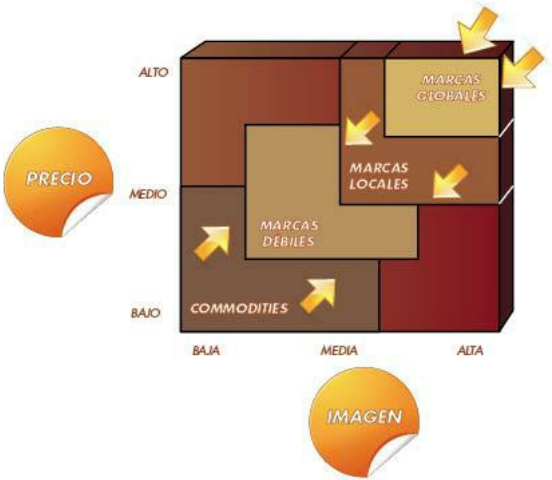 ALTO
MARCAS
GLOBALES
PRECIO
MARCAS
LOCALES
MEDIO
MARCAS
DEBILES
COMMODITIES
BAJO
BAJA
MEDIA
ALTA
IMAGEN